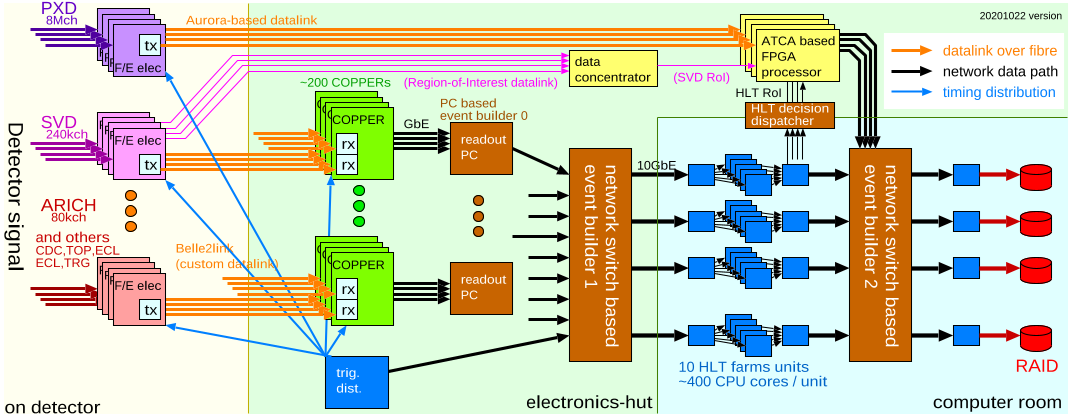 PXD
8Mch
tx
F/E elec
Aurora-based datalink
ATCA based
FPGA
processor
20201022 version
datalink over fibre
network data path
timing distribution
data
concentrator
(SVD RoI)
HLT RoI
HLT decision
dispatcher
~200 COPPERs
(Region-of-Interest datalink)
SVD
240kch
F/E elec
tx
COPPER
rx
rx
GbE
PC based
event builder 0
readout
PC
10GbE
Detector signal
ARICH
80kch
and others
CDC,TOP,ECL
ECL,TRG
F/E elec
tx
Belle2link
(custom datalink)
COPPER
rx
rx
readout
PC
network switch based
event builder 1
network switch based
event builder 2
trig.
dist.
10 HLT farms units
~400 CPU cores / unit
RAID
on detector
electronics-hut
computer room